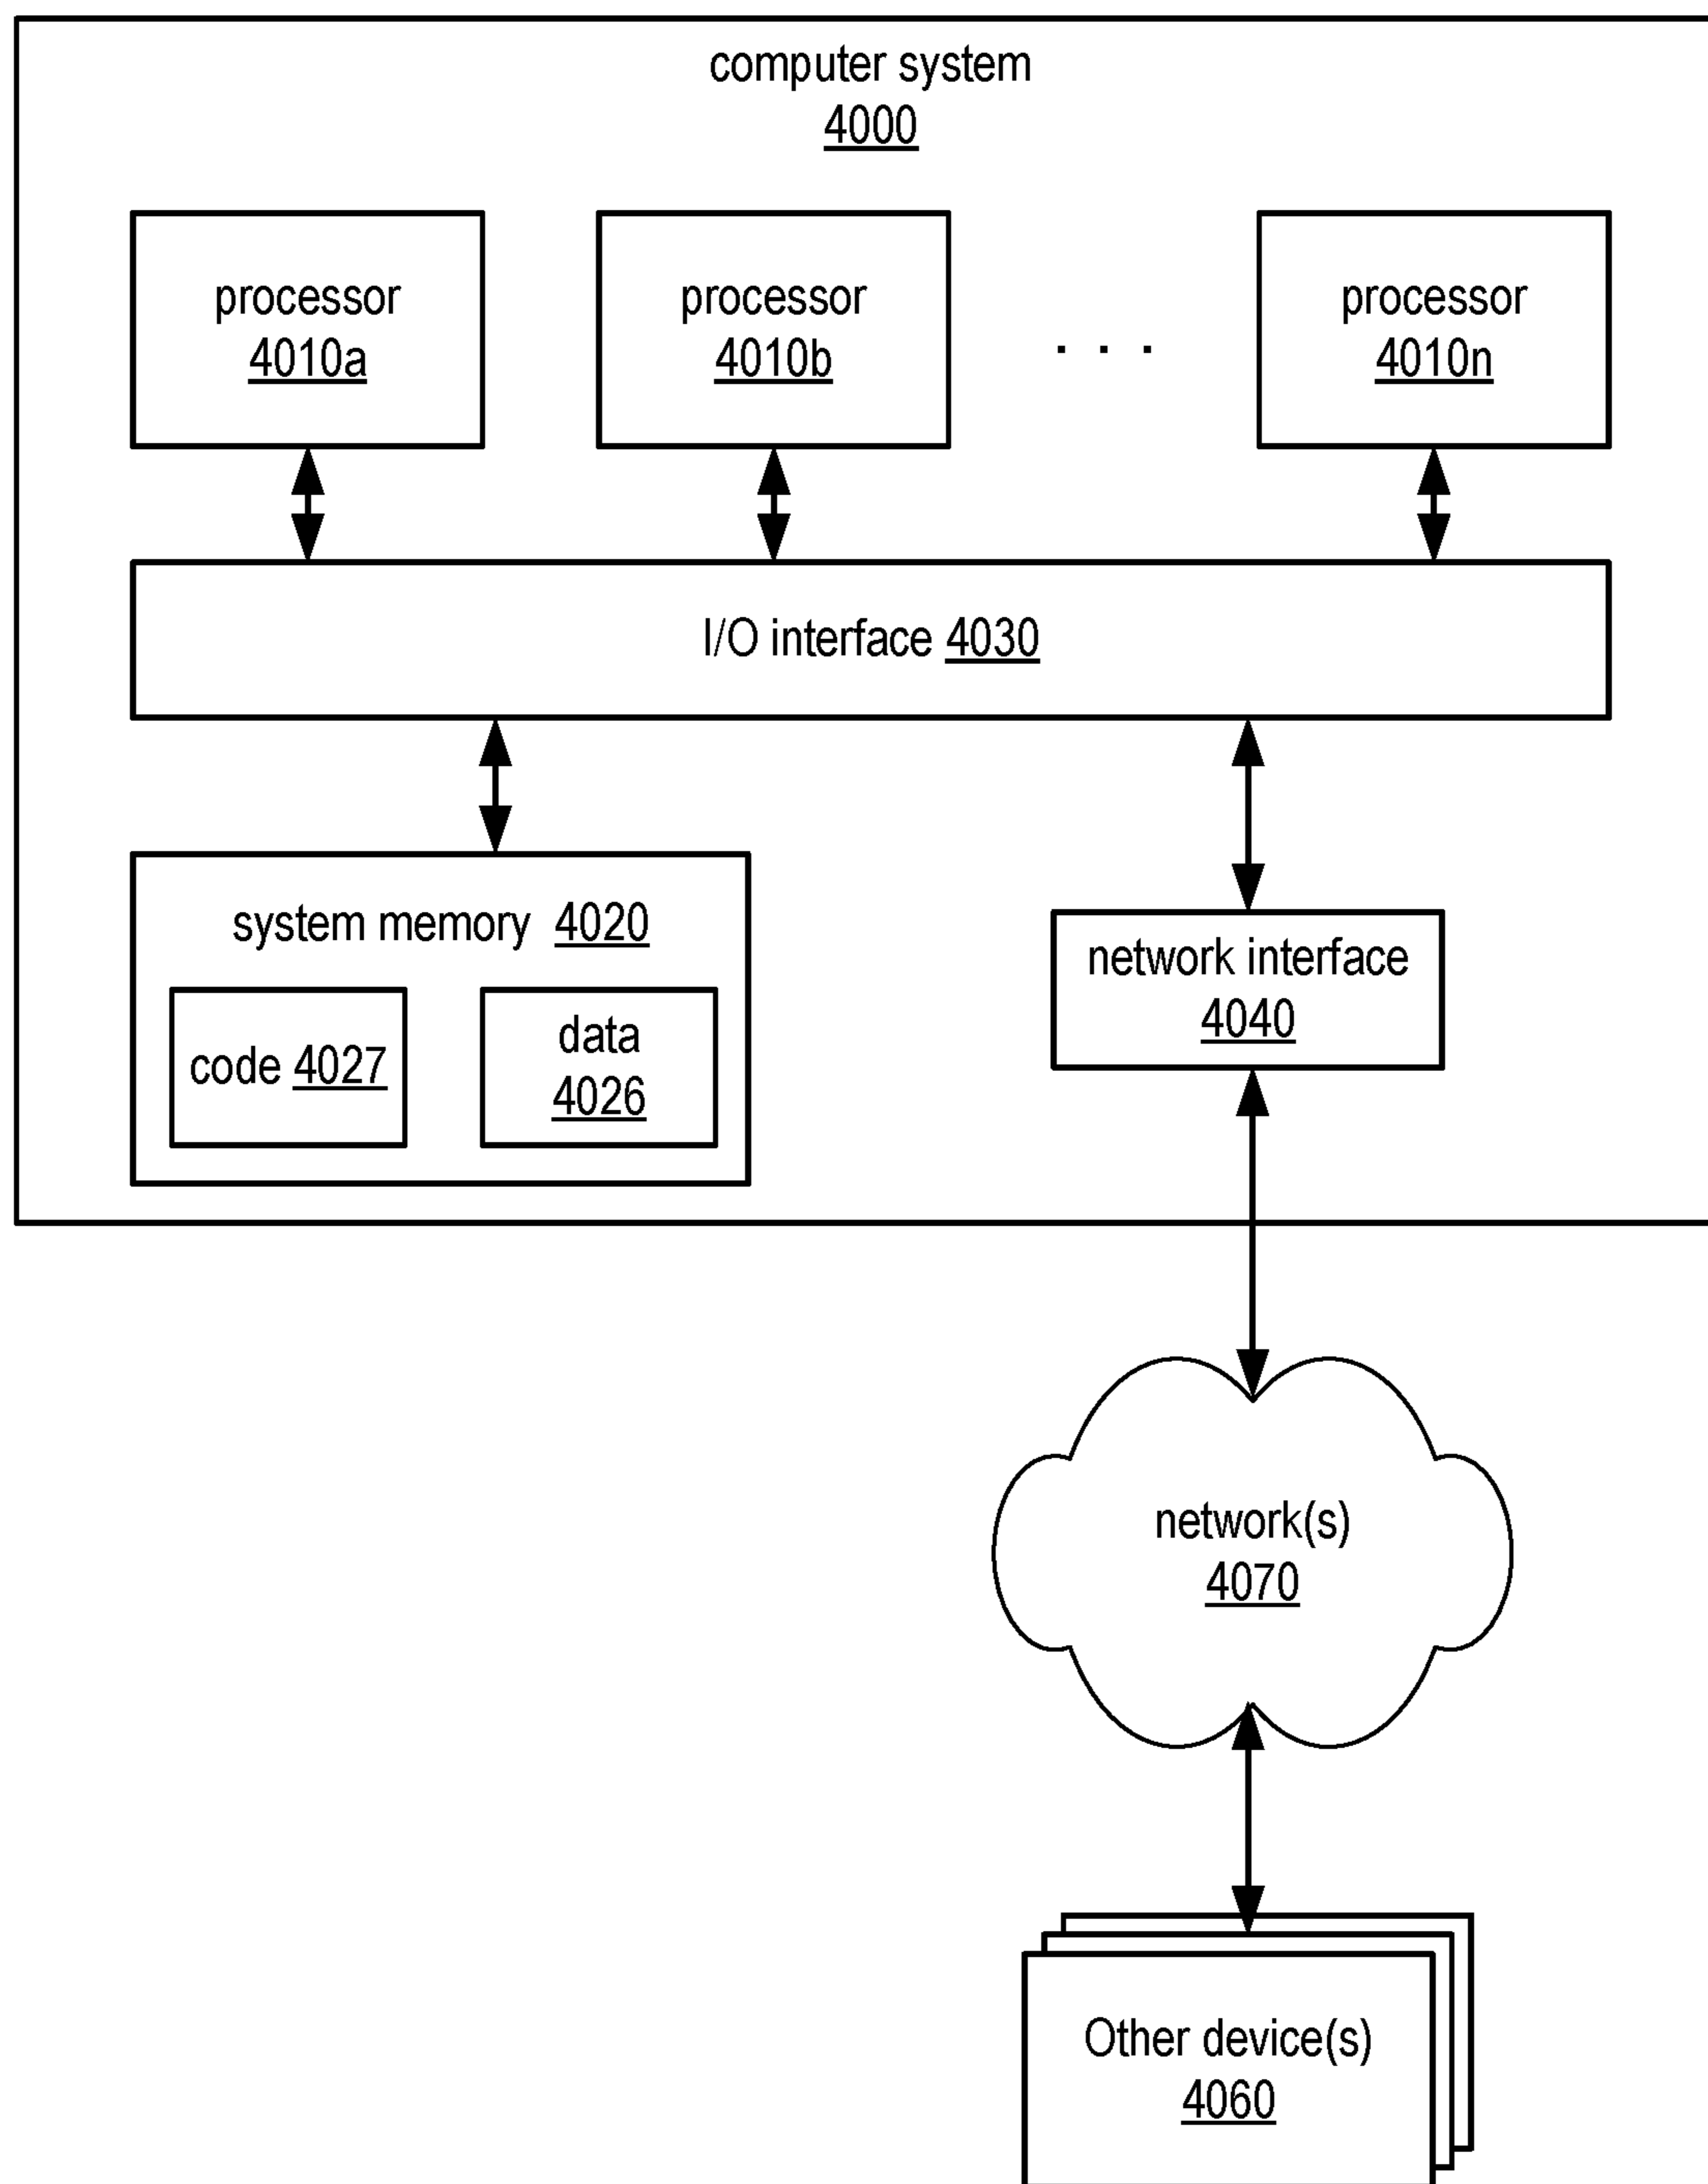 computer system
4000
processor
4010a
processor
4010b
. . .
processor
4010n
I/O interface 4030
system memory 4020
code 4027
data
4026
network interface
4040
network(s)
4070
Other device(s)
4060